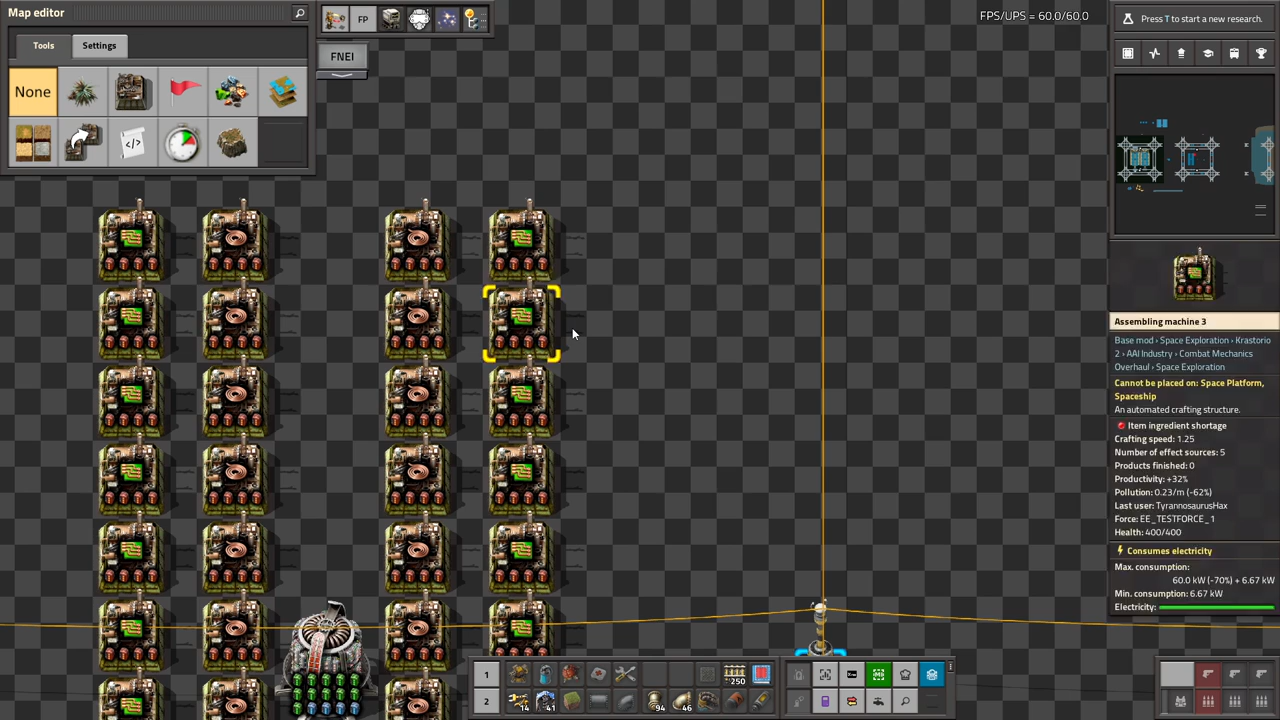 Map editor
FP
FPS/UPS = 60.0/60.0
Press T to start a new research.
Tools
Settings
FNEI
None
</>
Assembling machine 3
Base mod › Space Exploration › Krastorio
2 › AAI Industry › Combat Mechanics
Overhaul › Space Exploration
Cannot be placed on: Space Platform,
Spaceship
An automated crafting structure.
Item ingredient shortage
Crafting speed: 1.25
Number of effect sources: 5
Products finished: 0
Productivity: +32%
Pollution: 0.23/m (-62%)
Last user: TyrannosaurusHax
Force: EE_TESTFORCE_1
Health: 400/400
Consumes electricity
Max. consumption:
60.0 kW (-70%) + 6.67 kW
Min. consumption: 6.67 kW
Electricity:
1
250
2
14
41
94
46